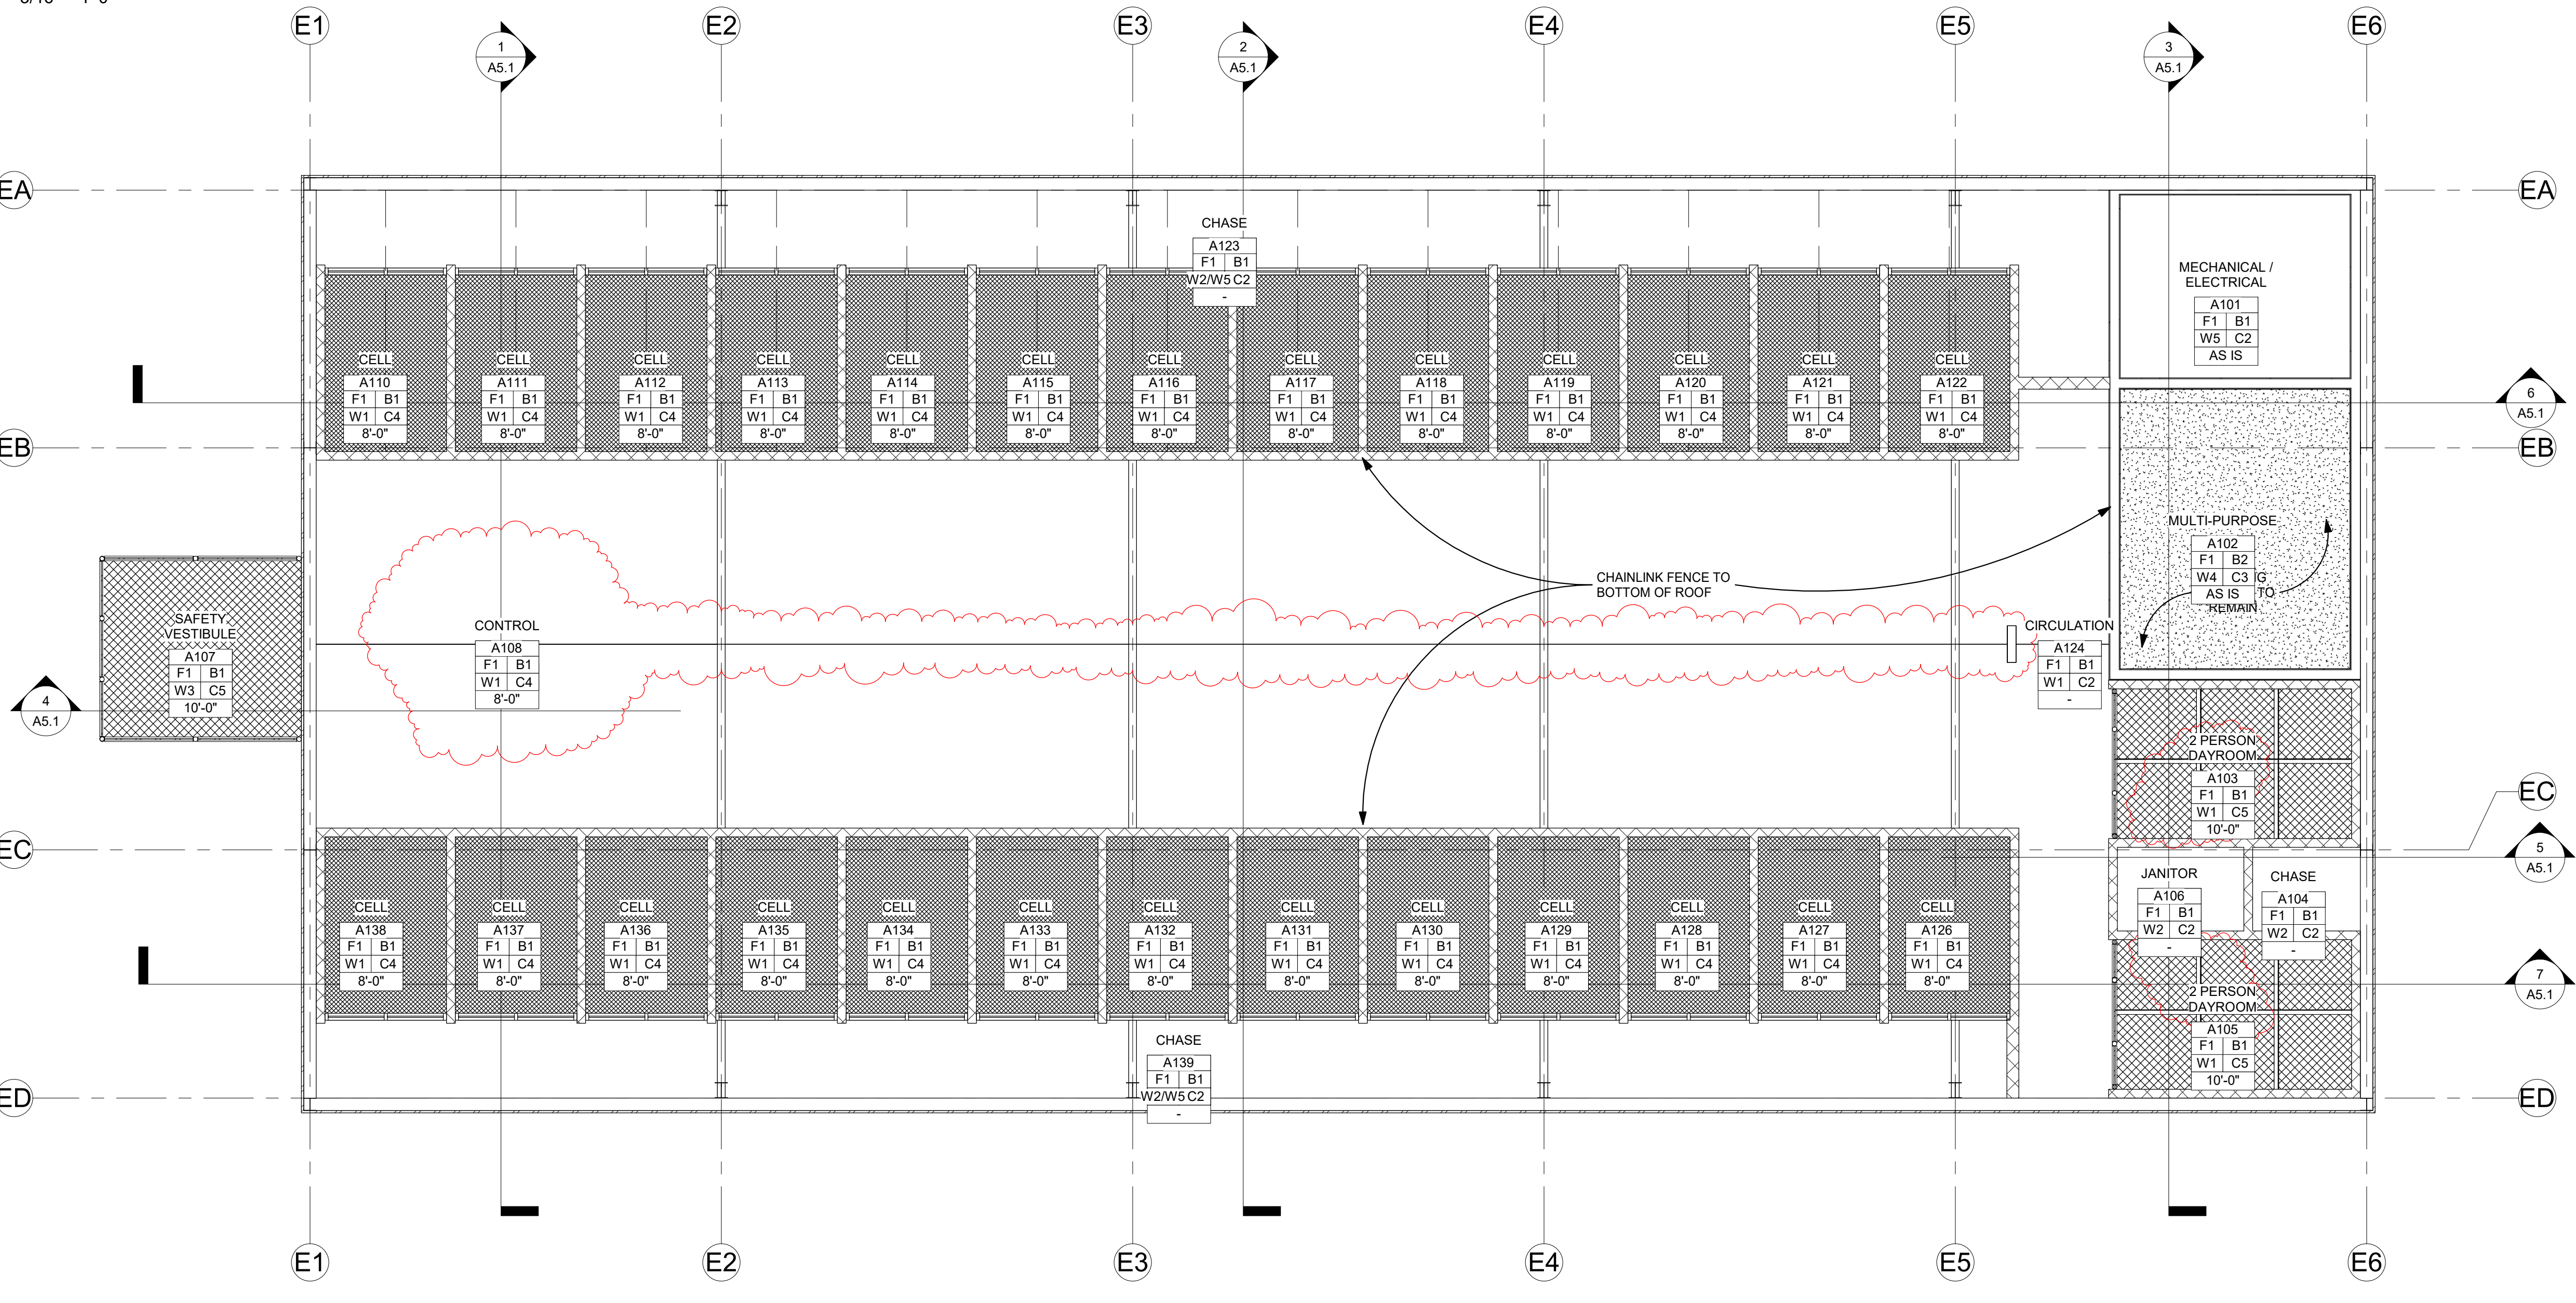 E1
E2
E3
E4
E5
E6
1
A5.1
2
A5.1
3
A5.1
EA
EA
CHASE
A123
F1 B1
W2/W5 C2
-
MECHANICAL /
ELECTRICAL
A101
F1 B1
W5 C2
AS IS
CELL
A110
F1 B1
W1 C4
8'-0"
CELL
A111
F1 B1
W1 C4
8'-0"
CELL
A112
F1 B1
W1 C4
8'-0"
CELL
A113
F1 B1
W1 C4
8'-0"
CELL
A114
F1 B1
W1 C4
8'-0"
CELL
A115
F1 B1
W1 C4
8'-0"
CELL
A116
F1 B1
W1 C4
8'-0"
CELL
A117
F1 B1
W1 C4
8'-0"
CELL
A118
F1 B1
W1 C4
8'-0"
CELL
A119
F1 B1
W1 C4
8'-0"
CELL
A120
F1 B1
W1 C4
8'-0"
CELL
A121
F1 B1
W1 C4
8'-0"
CELL
A122
F1 B1
W1 C4
8'-0"
6
A5.1
EB
EB
MULTI-PURPOSE
A102
F1 B2
W4 C3
AS IS
TO
REMAIN
CHAINLINK FENCE TO
BOTTOM OF ROOF
SAFETY
VESTIBULE
A107
F1 B1
W3 C5
10'-0"
CONTROL
A108
F1 B1
W1 C4
8'-0"
CIRCULATION
A124
F1 B1
W1 C2
-
4
A5.1
2 PERSON
DAYROOM
A103
F1 B1
W1 C5
10'-0"
EC
EC
5
A5.1
JANITOR
A106
F1 B1
W2 C2
-
CHASE
A104
F1 B1
W2 C2
-
CELL
A138
F1 B1
W1 C4
8'-0"
CELL
A137
F1 B1
W1 C4
8'-0"
CELL
A136
F1 B1
W1 C4
8'-0"
CELL
A135
F1 B1
W1 C4
8'-0"
CELL
A134
F1 B1
W1 C4
8'-0"
CELL
A133
F1 B1
W1 C4
8'-0"
CELL
A132
F1 B1
W1 C4
8'-0"
CELL
A131
F1 B1
W1 C4
8'-0"
CELL
A130
F1 B1
W1 C4
8'-0"
CELL
A129
F1 B1
W1 C4
8'-0"
CELL
A128
F1 B1
W1 C4
8'-0"
CELL
A127
F1 B1
W1 C4
8'-0"
CELL
A126
F1 B1
W1 C4
8'-0"
7
A5.1
2 PERSON
DAYROOM
A105
F1 B1
W1 C5
10'-0"
CHASE
A139
F1 B1
W2/W5 C2
-
ED
ED
E1
E2
E3
E4
E5
E6